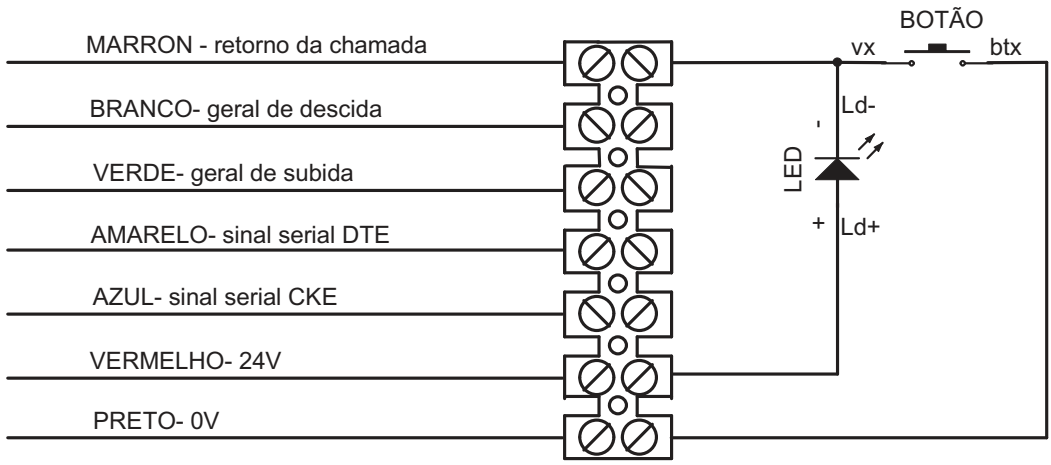 BOTÃO
MARRON - retorno da chamada
vx
btx
BRANCO- geral de descida
Ld-
-
VERDE- geral de subida
LED
AMARELO- sinal serial DTE
+
Ld+
AZUL- sinal serial CKE
VERMELHO- 24V
PRETO- 0V